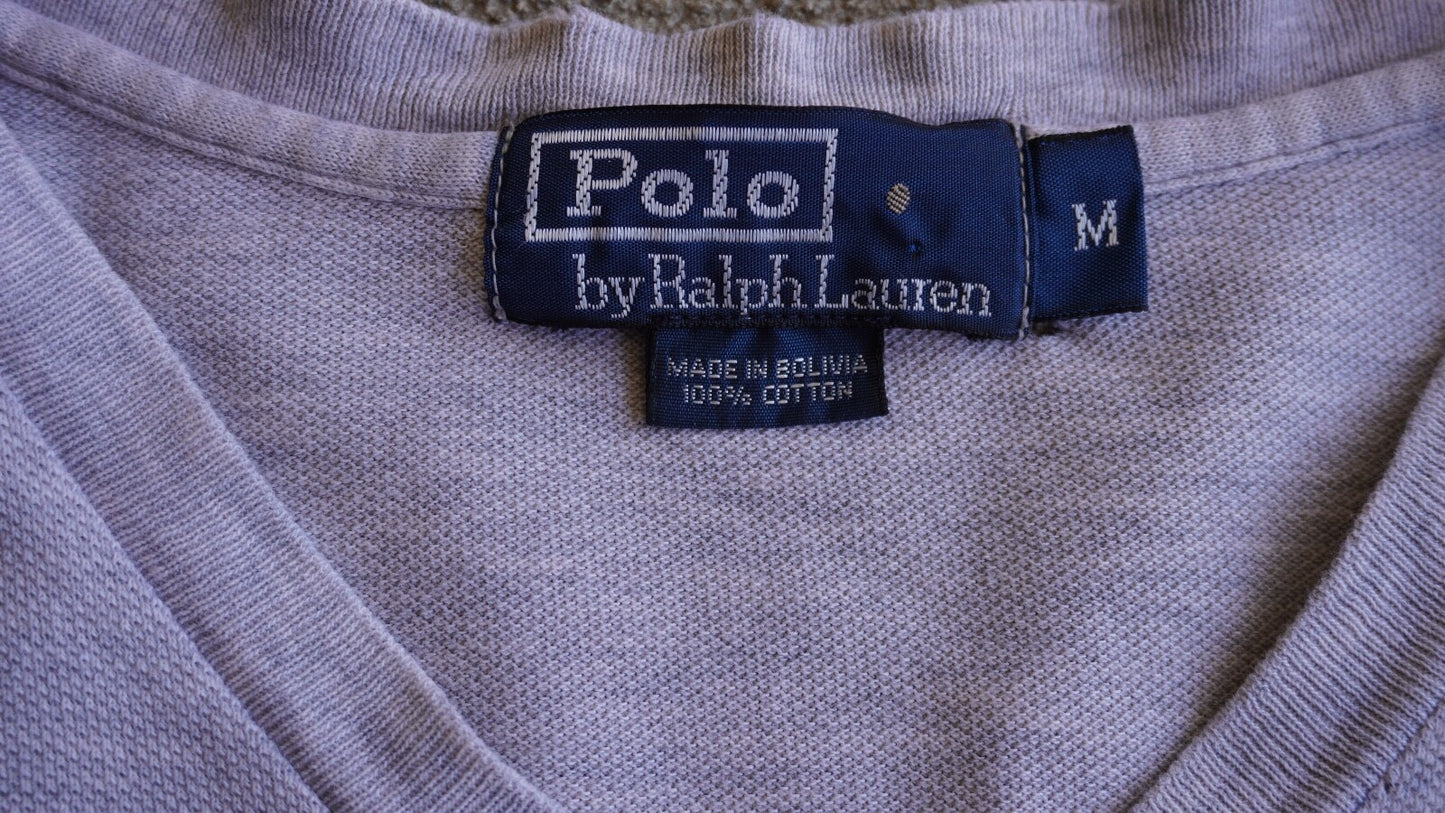 Polo
by Ralph Lauren
M
MADE IN BOLIVIA
100% COTTON